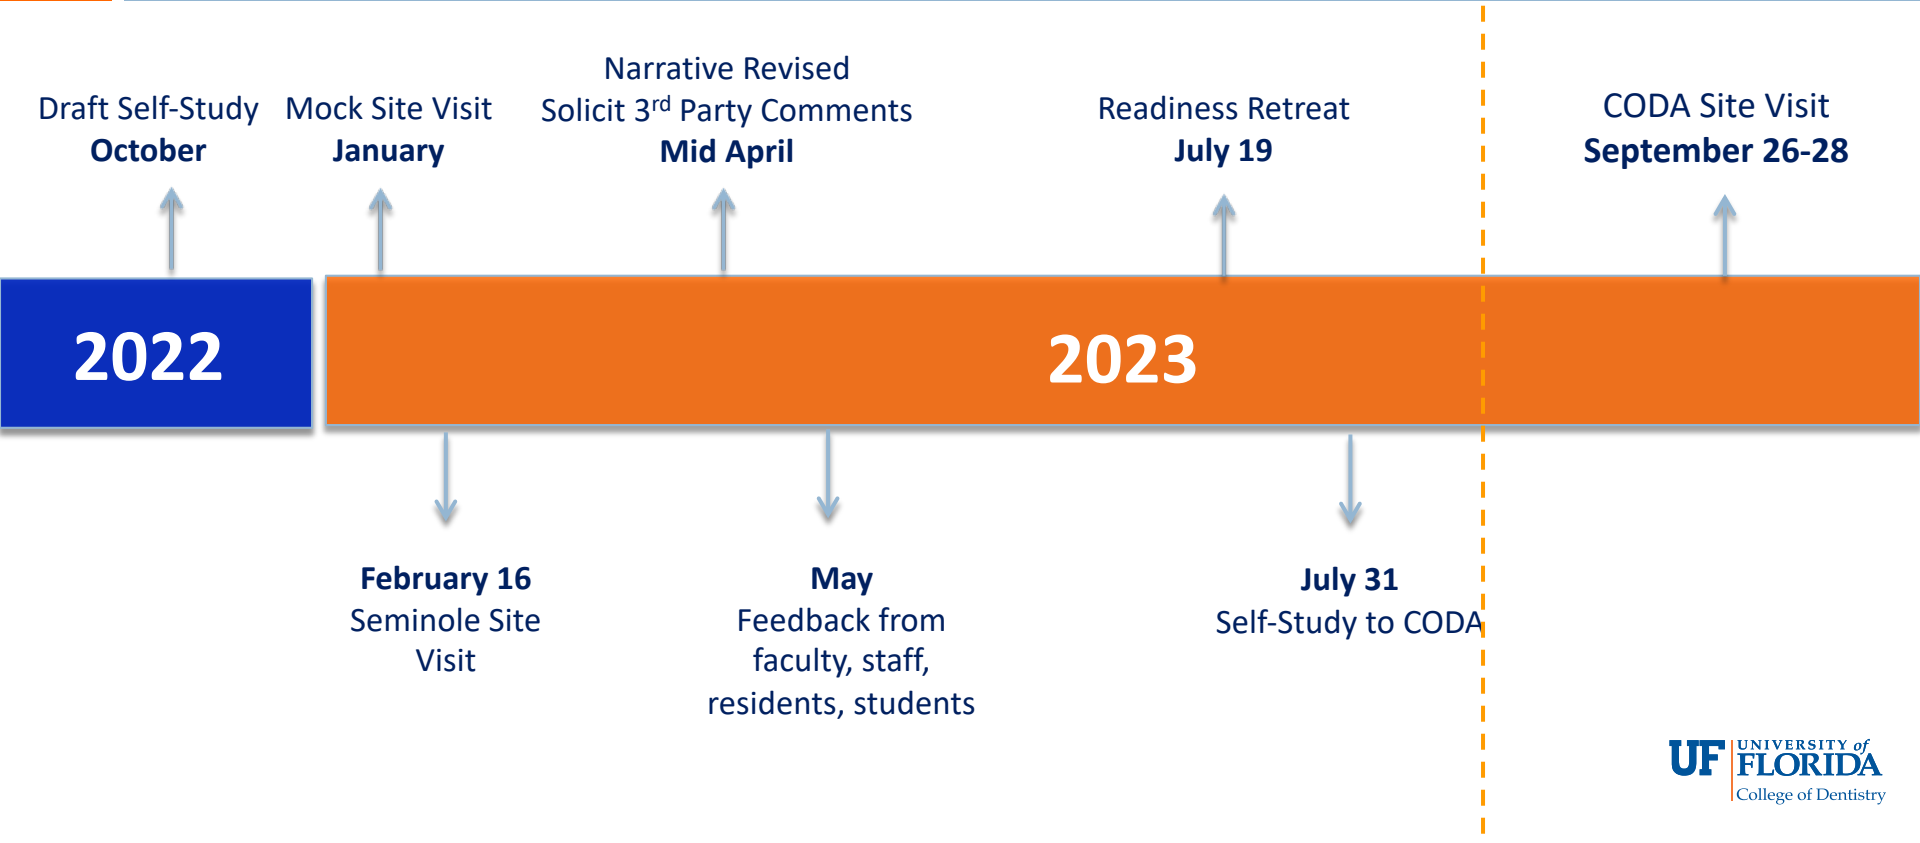 Draft Self-Study
October
Mock Site Visit
January
Narrative Revised
Solicit 3rd Party Comments
Mid April
Readiness Retreat
July 19
CODA Site Visit
September 26-28
2022
2023
February 16
Seminole Site
Visit
May
Feedback from
faculty, staff,
residents, students
July 31
Self-Study to CODA
UF
UNIVERSITY of
FLORIDA
College of Dentistry